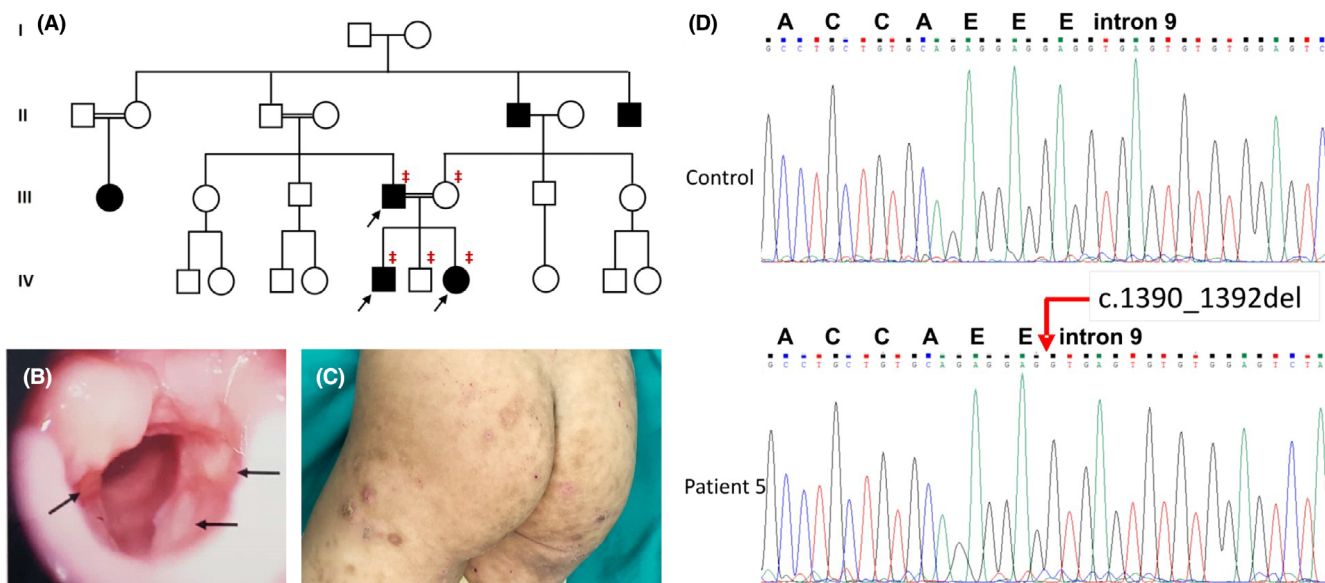 (A)
I
II
III
IV
‡ ‡
‡ ‡ ‡
(B)
(C)
(D)
A C C A E E E intron 9
G C C T G C T G T G C A G A G G A G G A G G T G A G T G T G T G G A G T C
Control
c.1390_1392del
A C C A E E intron 9
G C C T G C T G T G C A G A G G A G G T G A G T G T G T G G A G T C T A
Patient 5